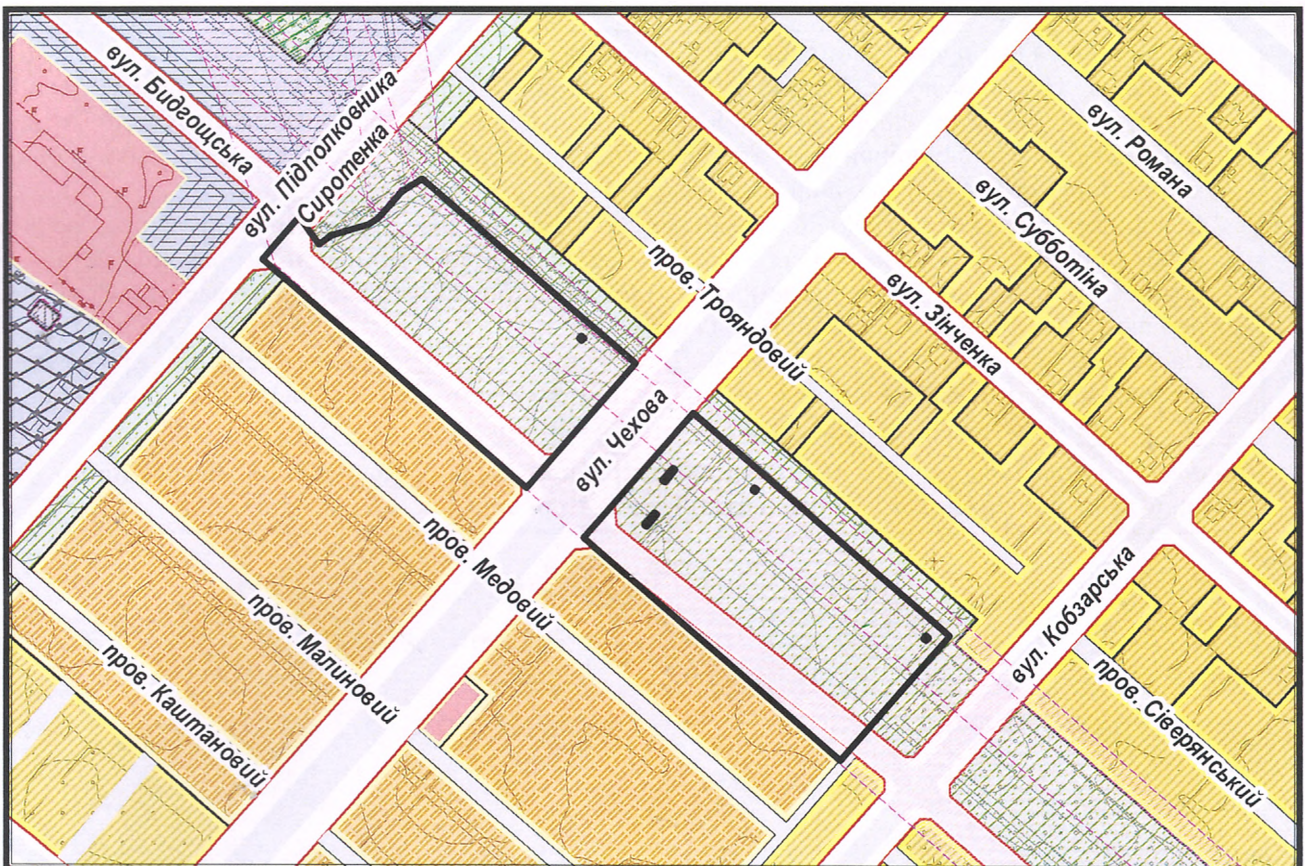 вул. Бидгощська
вул. Підполковника
Сиротенка
вул. Романа
вул. Субботіна
пров. Трояндовий
вул. Зінченка
вул. Чехова
пров. Медовий
вул. Кобзарська
пров. Малиновий
пров. Каштановий
пров. Сіверянський